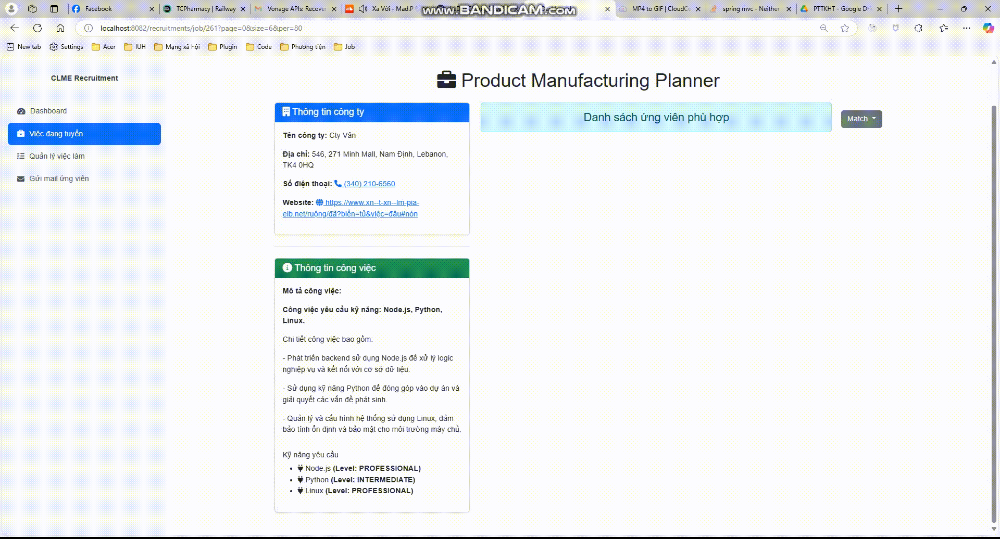 Facebook
TCPharmacy | Railway
Vonage APIs: Recover
Xa Vời - Mad.P
www.BANDICAM.com
MP4 to GIF | CloudCo
spring mvc - Neither
PTTKHT - Google Dri
localhost:8082/recruitments/job/261?page=0&size=6&per=80
New tab
Settings
Acer
IUH
Mạng xã hội
Plugin
Code
Phương tiện
Job
CLME Recruitment
Dashboard
Việc đang tuyển
Quản lý việc làm
Gửi mail ứng viên
Product Manufacturing Planner
Thông tin công ty
Tên công ty: Cty Vân
Địa chỉ: 546, 271 Minh Mall, Nam Định, Lebanon,
TK4 0HQ
Số điện thoại: (340) 210-6560
Website: https://www.xn--t-xn--lm-pia-
eib.net/ruộng/đã?biển=tủ&việc=đâu#nón
Danh sách ứng viên phù hợp
Match
Thông tin công việc
Mô tả công việc:
Công việc yêu cầu kỹ năng: Node.js, Python,
Linux.
Chi tiết công việc bao gồm:
- Phát triển backend sử dụng Node.js để xử lý logic
nghiệp vụ và kết nối với cơ sở dữ liệu.
- Sử dụng kỹ năng Python để đóng góp vào dự án và
giải quyết các vấn đề phát sinh.
- Quản lý và cấu hình hệ thống sử dụng Linux, đảm
bảo tính ổn định và bảo mật cho môi trường máy chủ.
Kỹ năng yêu cầu
Node.js (Level: PROFESSIONAL)
Python (Level: INTERMEDIATE)
Linux (Level: PROFESSIONAL)